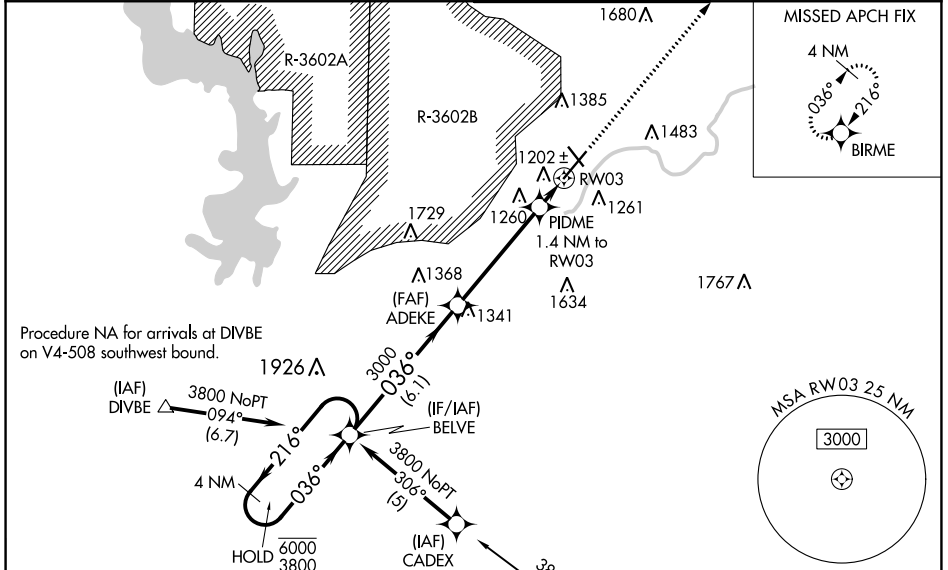 1680
MISSED APCH FIX
4 NM
036°
216°
BIRME
R-3602A
R-3602B
1385
1483
1202 ±
RW03
1260
1261
PIDME
1.4 NM to
RW03
1729
1368
1634
1767
(FAF)
ADEKE
1341
Procedure NA for arrivals at DIVBE
on V4-508 southwest bound.
1926
3000
036°
(6.1)
(IAF)
DIVBE
3800 NoPT
094°
(6.7)
(IF/IAF)
BELVE
216°
036°
4 NM
3800 NoPT
306°
(5)
HOLD
6000
3800
(IAF)
CADEX
MSA RW03 25 NM
3000